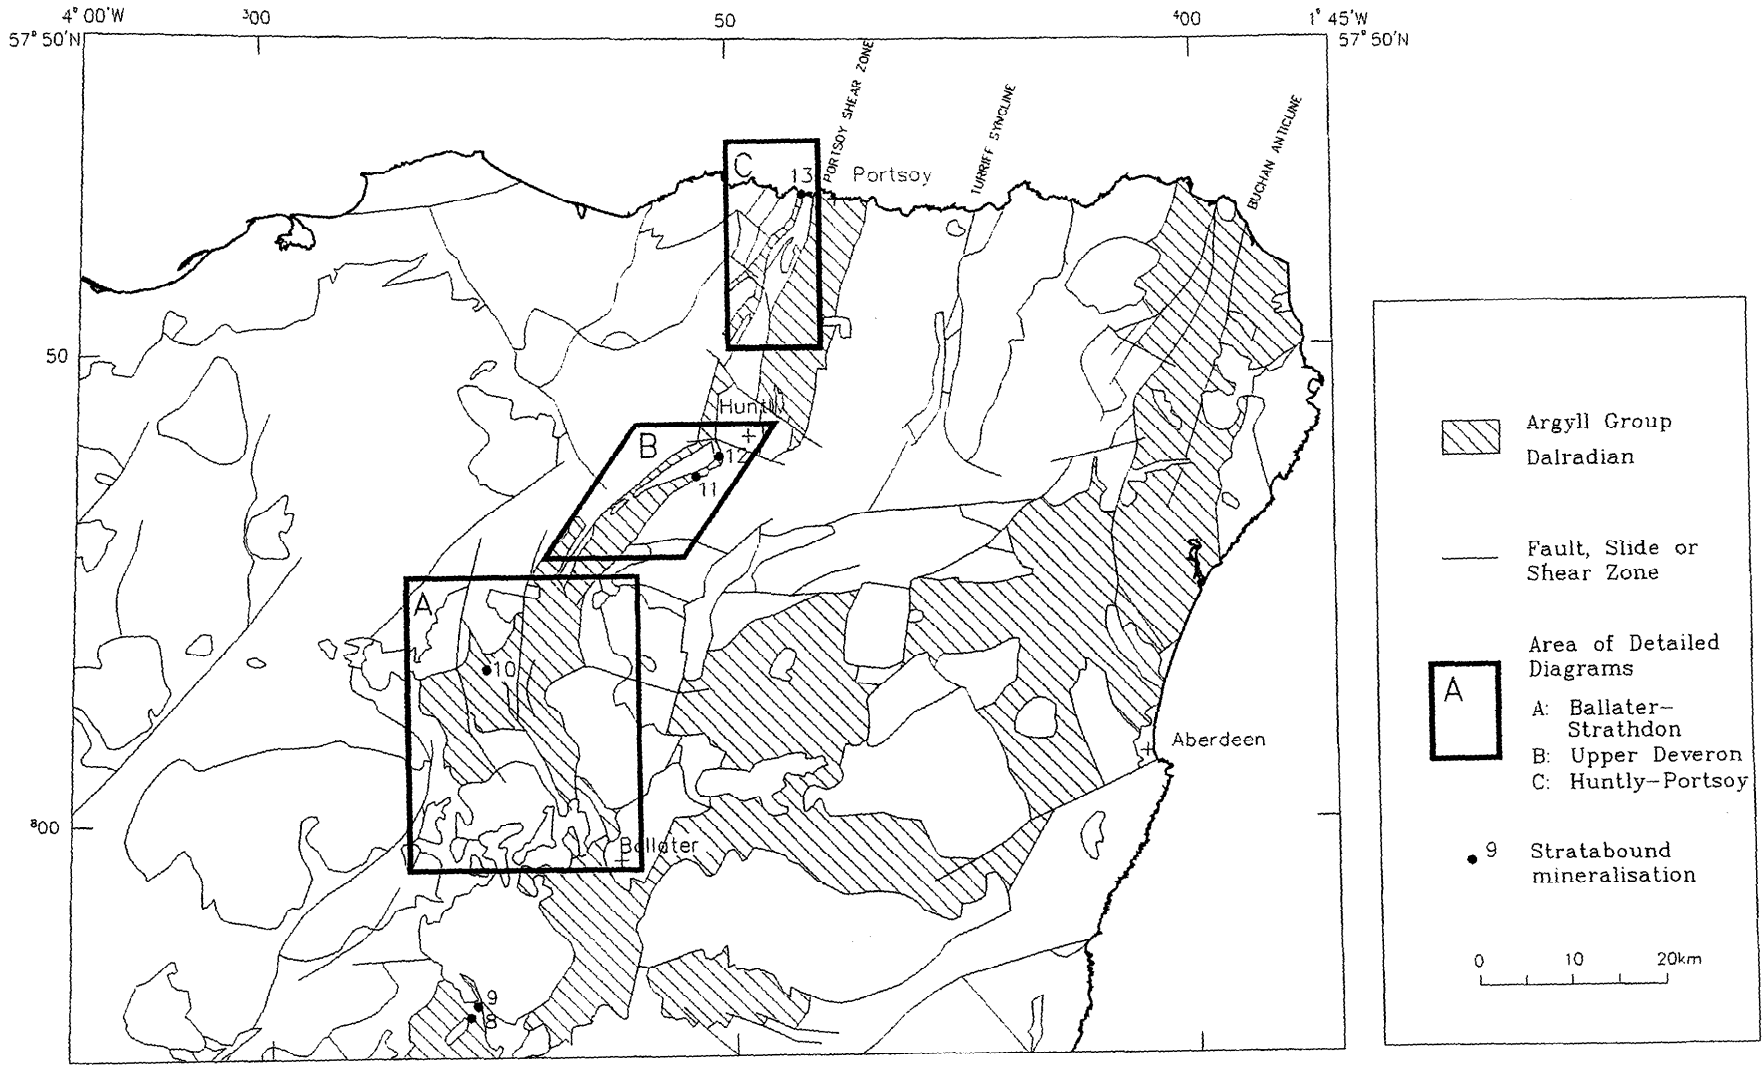 4° 00'W
³00
50
⁴00
1° 45'W
57° 50'N
57° 50'N
PORTSOY SHEAR ZONE
TURRIFF SYNCLINE
BUCHAN ANTICLINE
C
13
Portsoy
50
Huntly
B
12
11
A
10
Aberdeen
⁸00
Ballater
9
8
Argyll Group
Dalradian
Fault, Slide or
Shear Zone
Area of Detailed
Diagrams
A
A: Ballater-
Strathdon
B: Upper Deveron
C: Huntly-Portsoy
9
Stratabound
mineralisation
0 10 20km